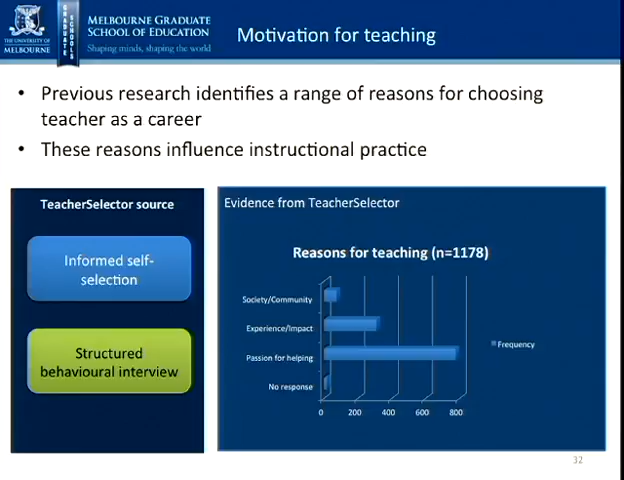 THE UNIVERSITY OF
MELBOURNE
GRADUATE
SCHOOLS
MELBOURNE GRADUATE
SCHOOL OF EDUCATION
Shaping minds, shaping the world
Motivation for teaching
• Previous research identifies a range of reasons for choosing
teacher as a career
• These reasons influence instructional practice
TeacherSelector source
Informed self-
selection
Structured
behavioural interview
Evidence from TeacherSelector
Reasons for teaching (n=1178)
Society/Community
Experience/Impact
Passion for helping
No response
0 200 400 600 800
Frequency
32